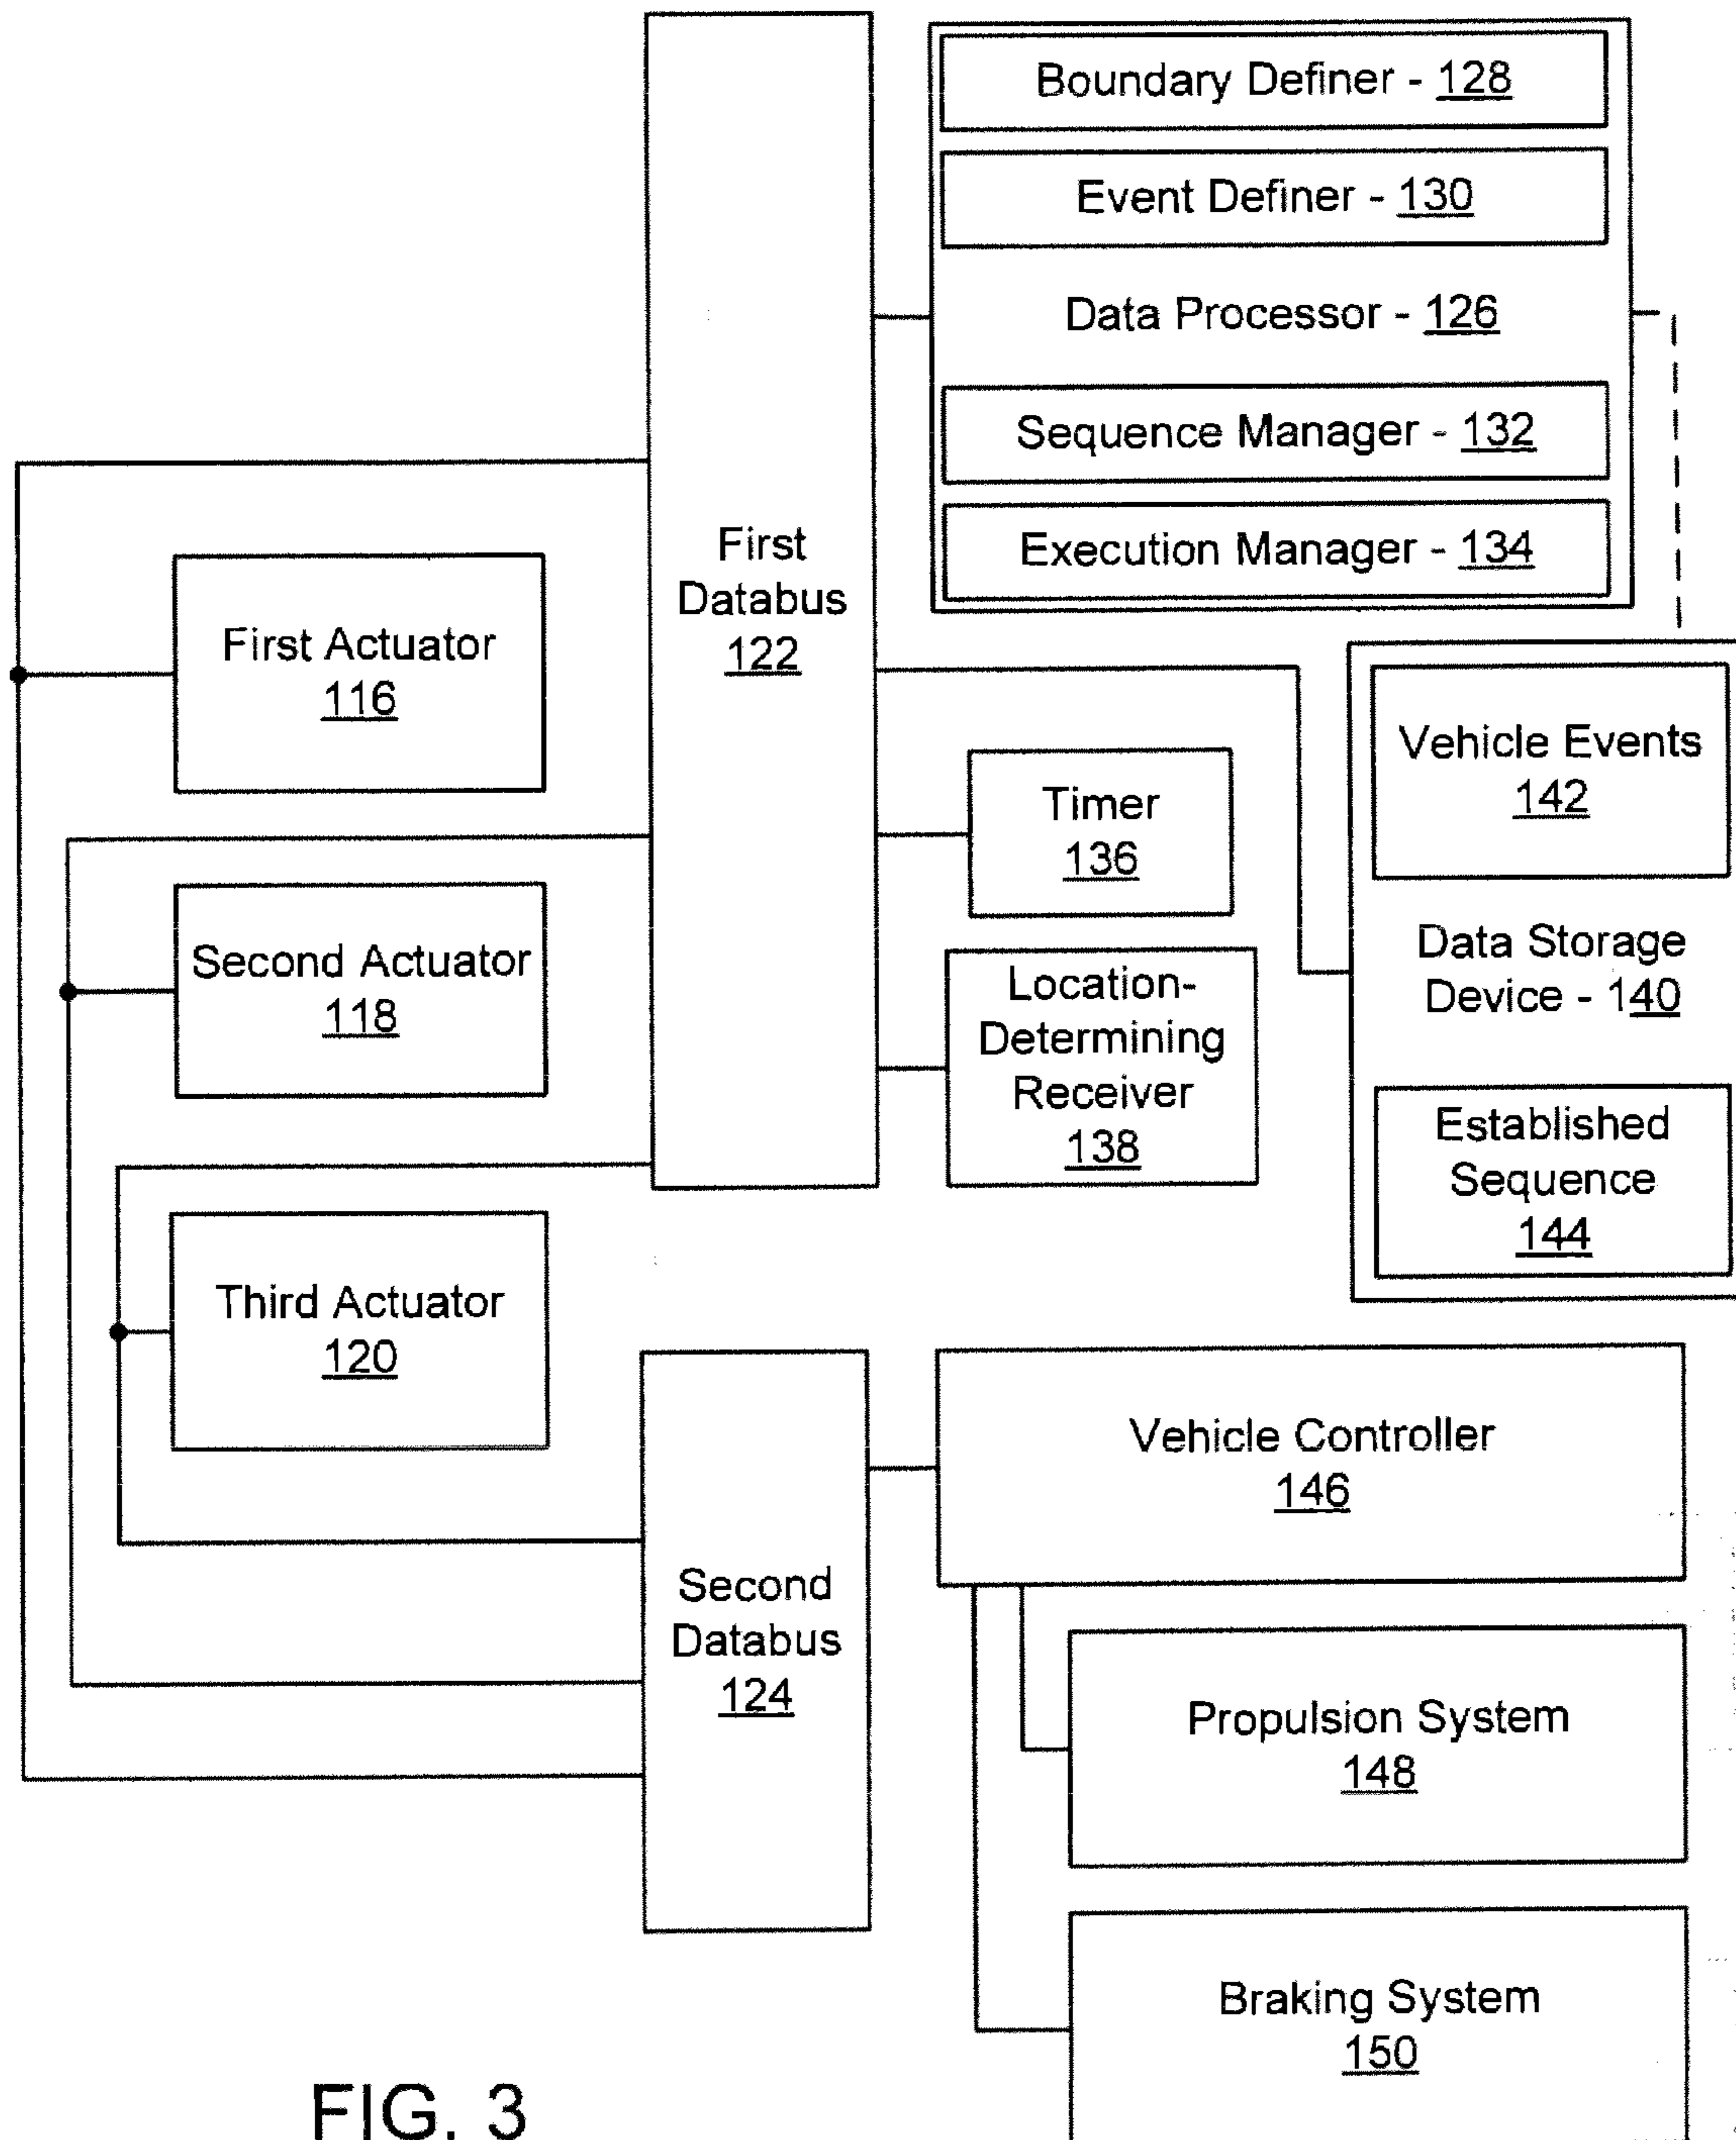 Boundary Definer - 128
Event Definer - 130
Data Processor - 126
Sequence Manager - 132
Execution Manager - 134
First
Databus
122
First Actuator
116
Second Actuator
118
Third Actuator
120
Timer
136
Location-
Determining
Receiver
138
Vehicle Events
142
Data Storage
Device - 140
Established
Sequence
144
Second
Databus
124
Vehicle Controller
146
Propulsion System
148
Braking System
150
FIG. 3